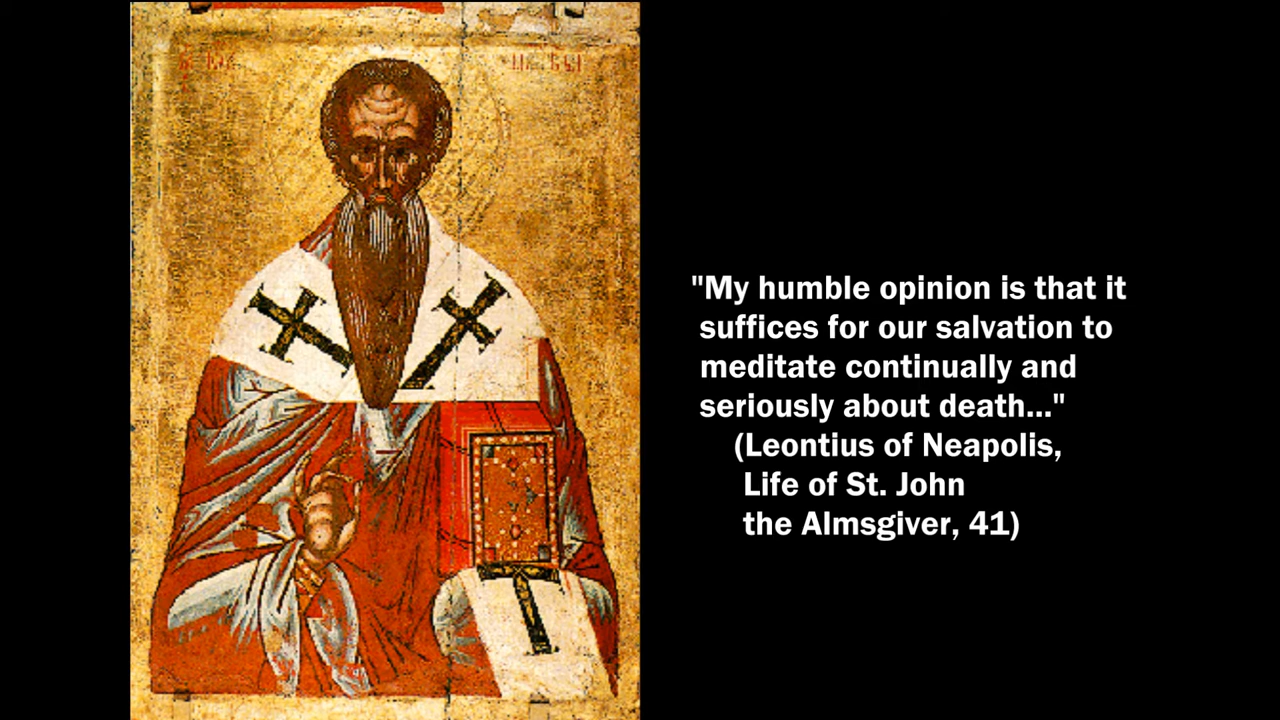 "My humble opinion is that it
suffices for our salvation to
meditate continually and
seriously about death..."
(Leontius of Neapolis,
Life of St. John
the Almsgiver, 41)